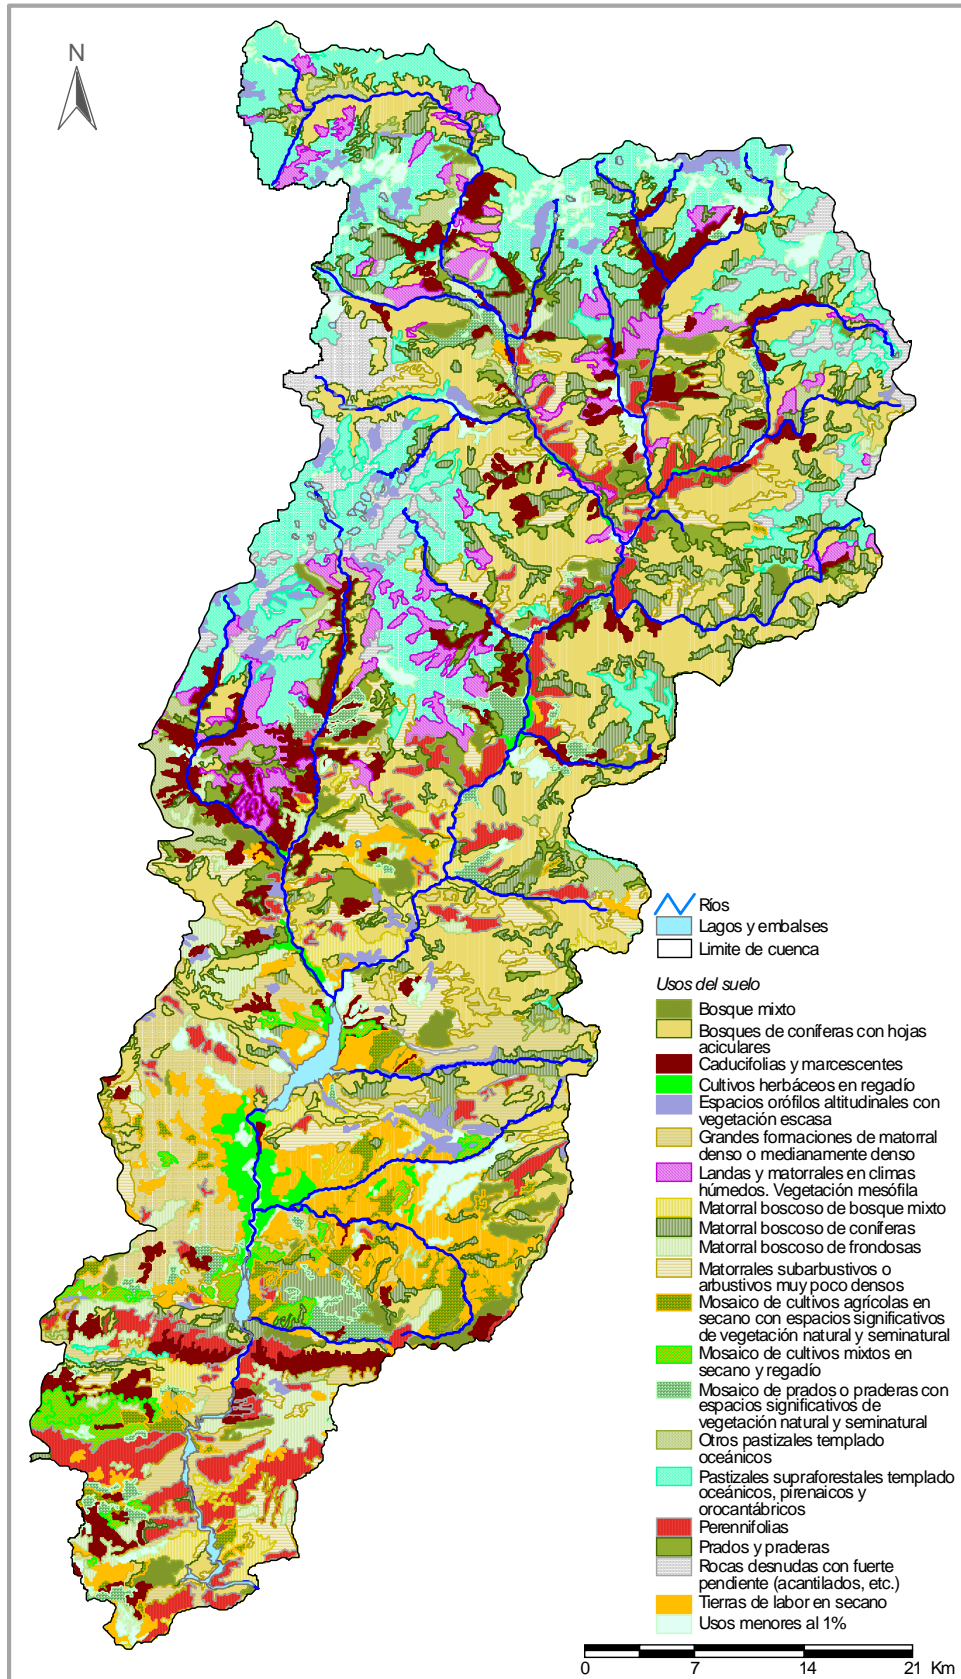 N
Ríos
Lagos y embalses
Limite de cuenca
Usos del suelo
Bosque mixto
Bosques de coníferas con hojas
aciculares
Caducifolias y marcescentes
Cultivos herbáceos en regadío
Espacios orófilos altitudinales con
vegetación escasa
Grandes formaciones de matorral
denso o medianamente denso
Landas y matorrales en climas
húmedos. Vegetación mesófila
Matorral boscoso de bosque mixto
Matorral boscoso de coníferas
Matorral boscoso de frondosas
Matorrales subarbustivos o
arbustivos muy poco densos
Mosaico de cultivos agrícolas en
secano con espacios significativos
de vegetación natural y seminatural
Mosaico de cultivos mixtos en
secano y regadío
Mosaico de prados o praderas con
espacios significativos de
vegetación natural y seminatural
Otros pastizales templado
oceánicos
Pastizales supraforestales templado
oceánicos, pirenaicos y
orocantábricos
Perennifolias
Prados y praderas
Rocas desnudas con fuerte
pendiente (acantilados, etc.)
Tierras de labor en secano
Usos menores al 1%
0 7 14 21 Km